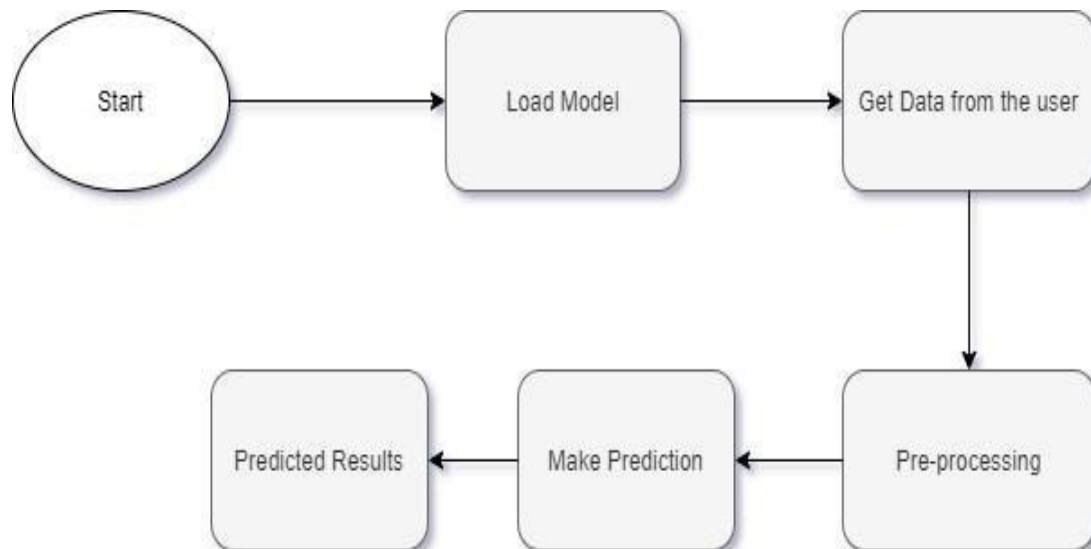 Start
Load Model
Get Data from the user
Pre-processing
Make Prediction
Predicted Results